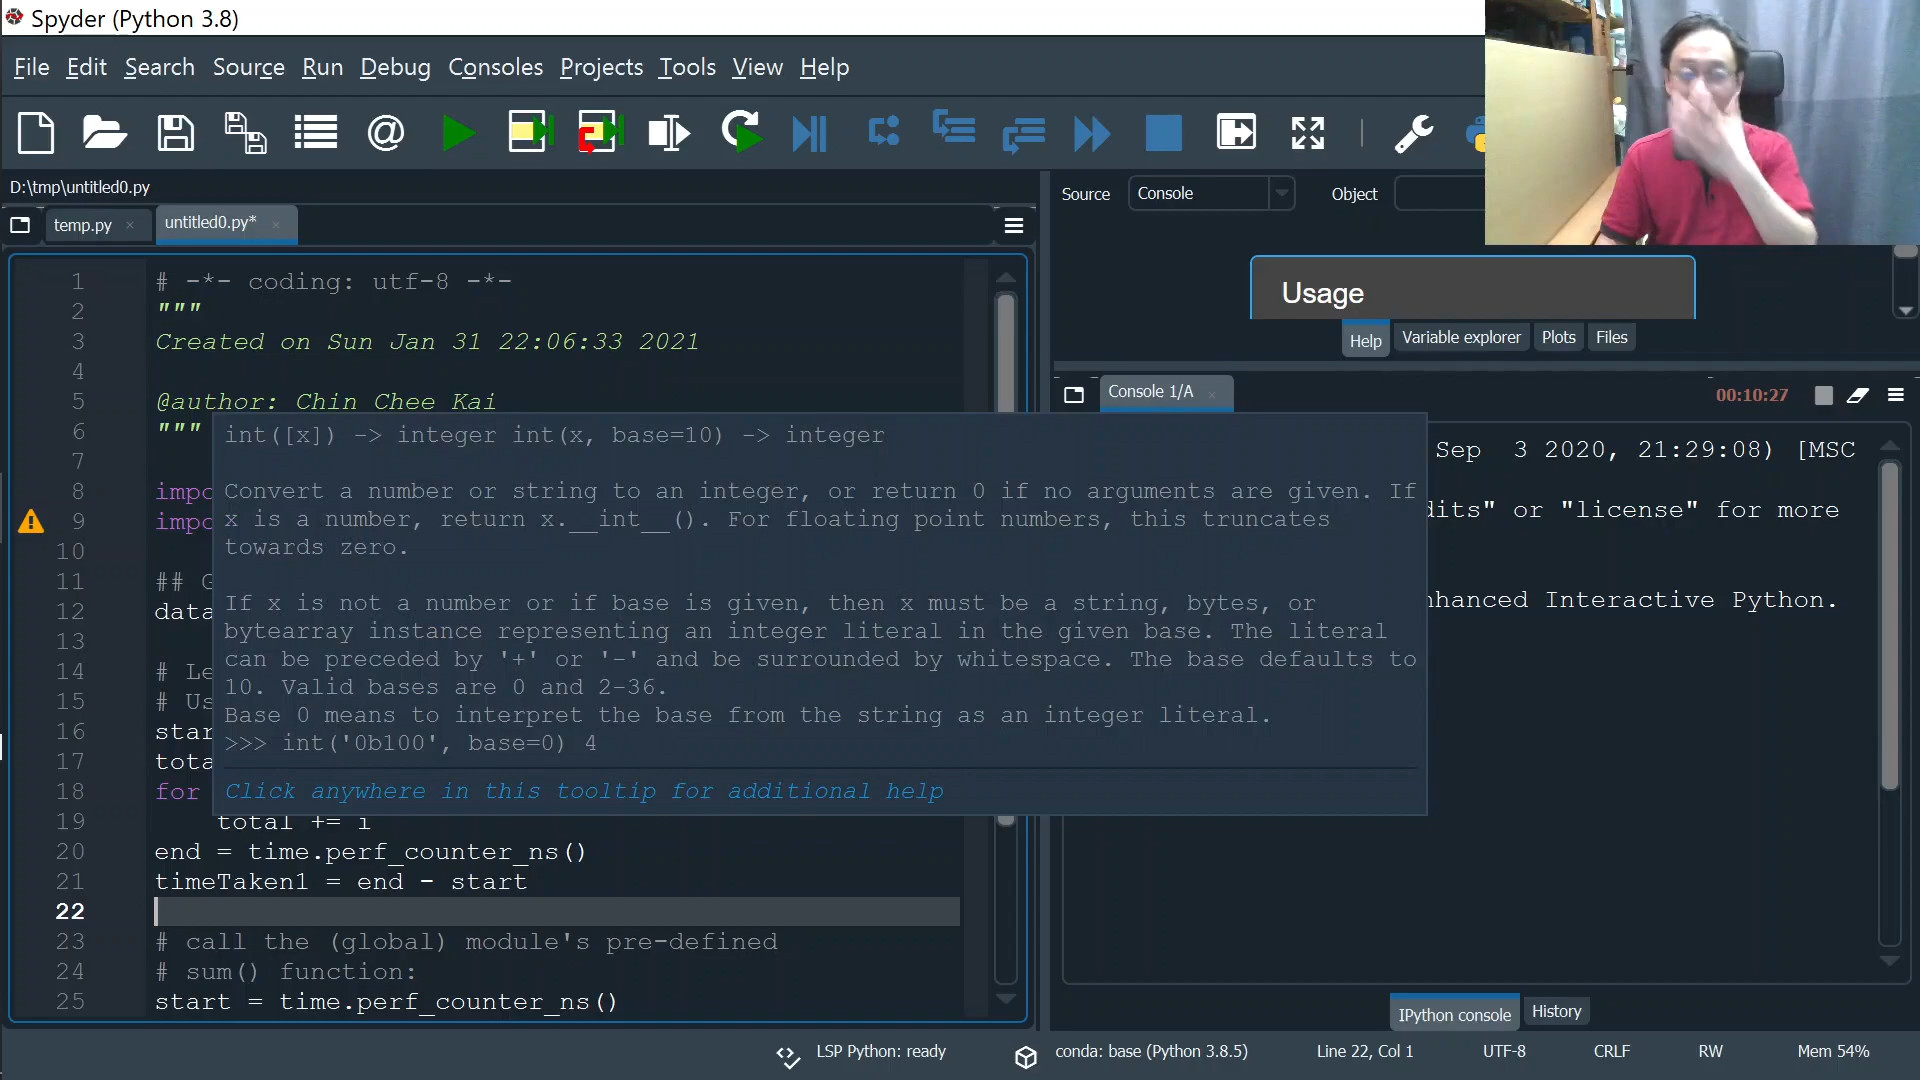 Spyder (Python 3.8)
File Edit Search Source Run Debug Consoles Projects Tools View Help
D:\tmp\untitled0.py
Source Console Object
temp.py untitled0.py*
Usage
Help Variable explorer Plots Files
Console 1/A 00:10:27
1 # -*- coding: utf-8 -*-
2 """
3 Created on Sun Jan 31 22:06:33 2021
4
5 @author: Chin Chee Kai
6 """
7
8 impo
9 impo
10
11 ## G
12 data
13
14 # Le
15 # Us
16 star
17 tota
18 for
19 total += i
20 end = time.perf_counter_ns()
21 timeTaken1 = end - start
22
23 # call the (global) module's pre-defined
24 # sum() function:
25 start = time.perf_counter_ns()
int([x]) -> integer int(x, base=10) -> integer
Convert a number or string to an integer, or return 0 if no arguments are given. If
x is a number, return x.__int__(). For floating point numbers, this truncates
towards zero.
If x is not a number or if base is given, then x must be a string, bytes, or
bytearray instance representing an integer literal in the given base. The literal
can be preceded by '+' or '-' and be surrounded by whitespace. The base defaults to
10. Valid bases are 0 and 2-36.
Base 0 means to interpret the base from the string as an integer literal.
>>> int('0b100', base=0) 4
Click anywhere in this tooltip for additional help
Sep 3 2020, 21:29:08) [MSC
dits" or "license" for more
nhanced Interactive Python.
IPython console History
LSP Python: ready conda: base (Python 3.8.5) Line 22, Col 1 UTF-8 CRLF RW Mem 54%